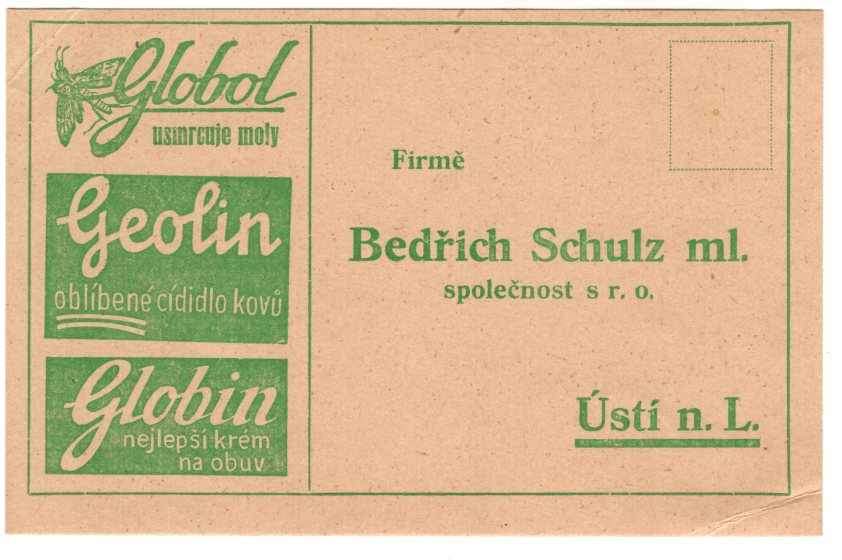 Globol
usmrcuje moly
Geolin
oblíbené cídidlo kovů
Globin
nejlepší krém
na obuv
Firmě
Bedřich Schulz ml.
společnost s r. o.
Ústí n. L.